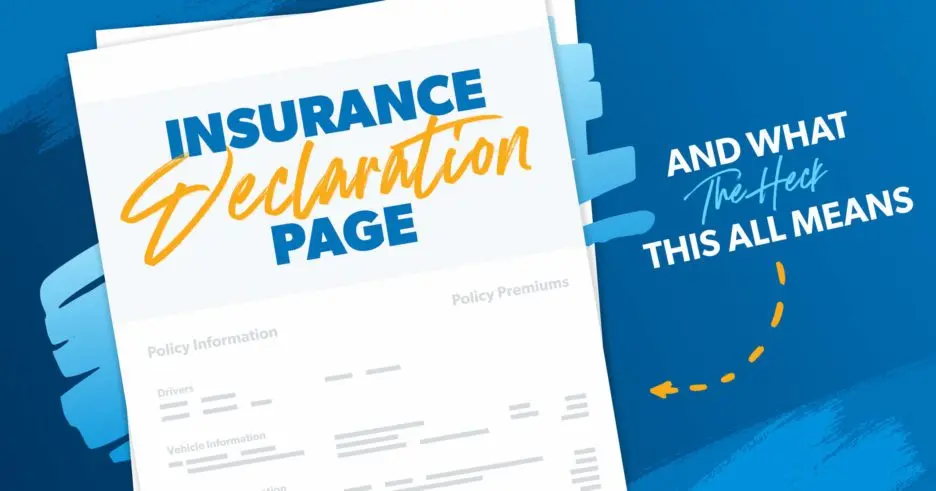 INSURANCE
Declaration
PAGE
AND WHAT
The Heck
THIS ALL MEANS
Policy Premiums
Policy Information
Drivers
Vehicle Information